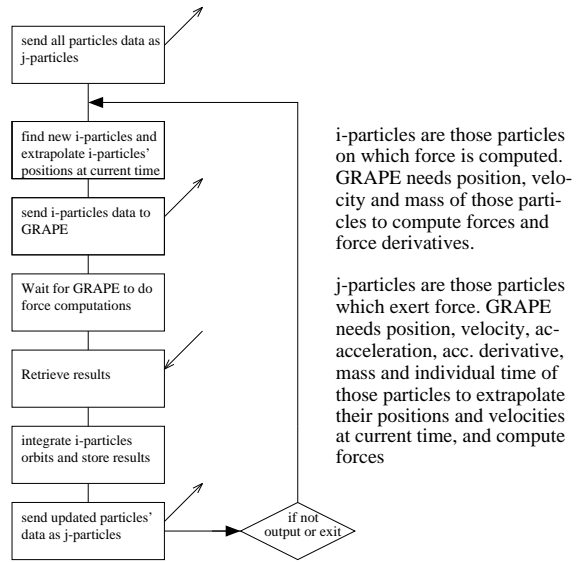 send all particles data as
j-particles
find new i-particles and
extrapolate i-particles'
positions at current time
send i-particles data to
GRAPE
Wait for GRAPE to do
force computations
Retrieve results
integrate i-particles
orbits and store results
send updated particles'
data as j-particles
if not
output or exit
i-particles are those particles
on which force is computed.
GRAPE needs position, velo-
city and mass of those parti-
cles to compute forces and
force derivatives.
j-particles are those particles
which exert force. GRAPE
needs position, velocity, ac-
acceleration, acc. derivative,
mass and individual time of
those particles to extrapolate
their positions and velocities
at current time, and compute
forces